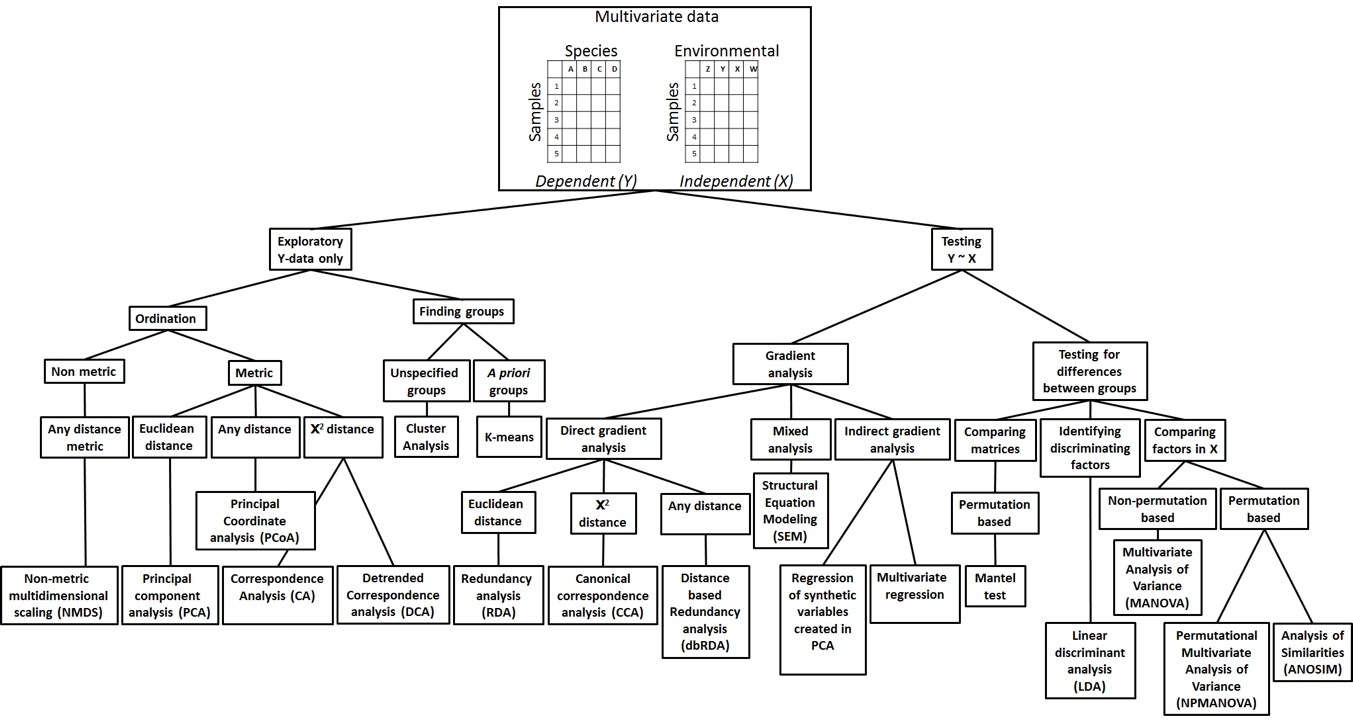 Multivariate data
Species
Environmental
A B C D
Z Y X W
Samples
1
2
3
4
5
Samples
1
2
3
4
5
Dependent (Y)
Independent (X)
Exploratory
Y-data only
Testing
Y ~ X
Ordination
Finding groups
Non metric
Metric
Unspecified
groups
A priori
groups
Gradient
analysis
Testing for
differences
between groups
Any distance
metric
Euclidean
distance
Any distance
X² distance
Cluster
Analysis
K-means
Direct gradient
analysis
Mixed
analysis
Indirect gradient
analysis
Comparing
matrices
Identifying
discriminating
factors
Comparing
factors in X
Principal
Coordinate
analysis (PCoA)
Euclidean
distance
X²
distance
Any distance
Structural
Equation
Modeling
(SEM)
Permutation
based
Non-permutation
based
Permutation
based
Non-metric
multidimensional
scaling (NMDS)
Principal
component
analysis (PCA)
Correspondence
Analysis (CA)
Detrended
Correspondence
analysis (DCA)
Redundancy
analysis
(RDA)
Canonical
correspondence
analysis (CCA)
Distance
based
Redundancy
analysis
(dbRDA)
Regression
of synthetic
variables
created in
PCA
Multivariate
regression
Mantel
test
Multivariate
Analysis of
Variance
(MANOVA)
Linear
discriminant
analysis
(LDA)
Permutational
Multivariate
Analysis of
Variance
(NPMANOVA)
Analysis of
Similarities
(ANOSIM)